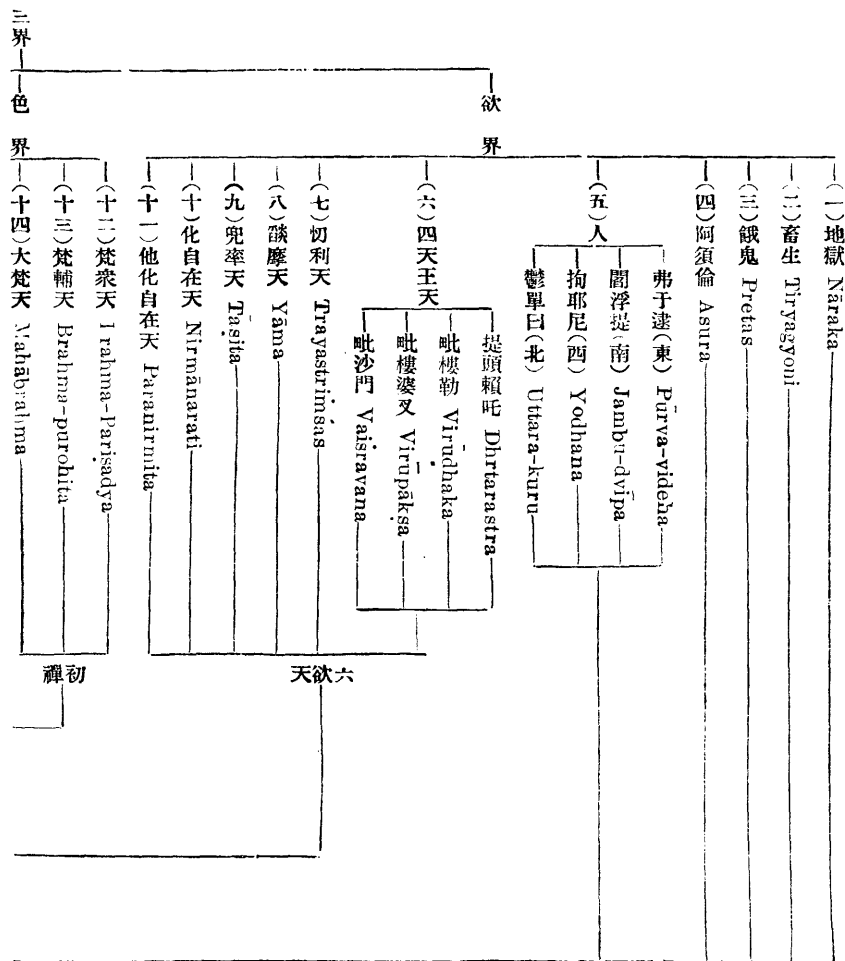 三界
欲界
(一)地獄 Nāraka
(二)畜生 Tiryagyoni
(三)餓鬼 Pretas
(四)阿須倫 Asura
(五)人
弗于逮(東) Pūrva-videha
閻浮提(南) Jambu-dvīpa
拘耶尼(西) Yodhana
鬱單曰(北) Uttara-kuru
(六)四天王天
提頭賴吒 Dhrtarastra
毗樓勒 Virūdhaka
毗樓婆叉 Virupākṣa
毗沙門 Vaiśravana
(七)忉利天 Trayastrimśas
(八)燄摩天 Yāma
(九)兜率天 Tāṣita
(十)化自在天 Nirmānarati
(十一)他化自在天 Paranirmita
六欲天
色界
(十二)梵衆天 Brahma-Pariṣadya
(十三)梵輔天 Brahma-purohita
(十四)大梵天 Mahābrahma
初禪